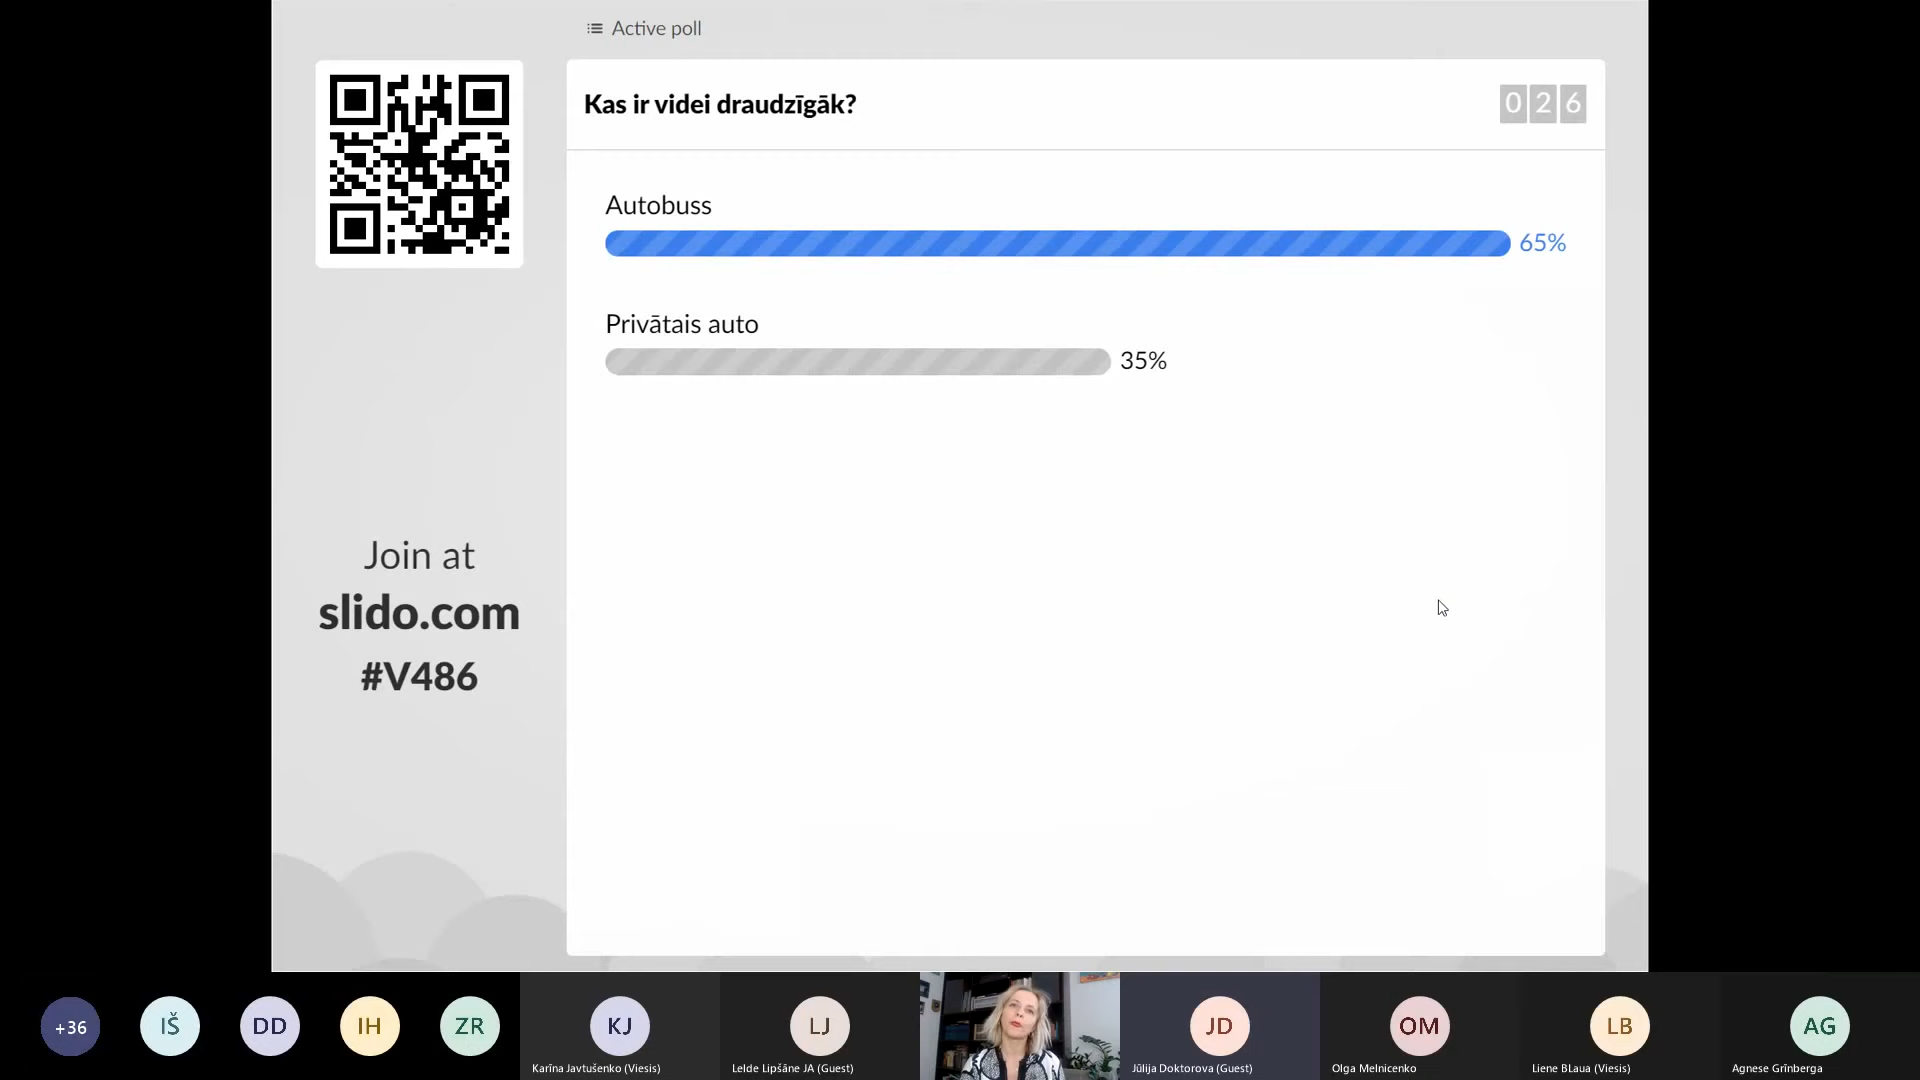 Active poll
Kas ir videi draudzīgāk?
026
Autobuss
65%
Privātais auto
35%
Join at
slido.com
#V486
+36
IŠ
DD
IH
ZR
KJ
Karīna Javtušenko (Viesis)
LJ
Lelde Lipšāne JA (Guest)
JD
Jūlija Doktorova (Guest)
OM
Olga Melnicenko
LB
Liene BLaua (Viesis)
AG
Agnese Grīnberga